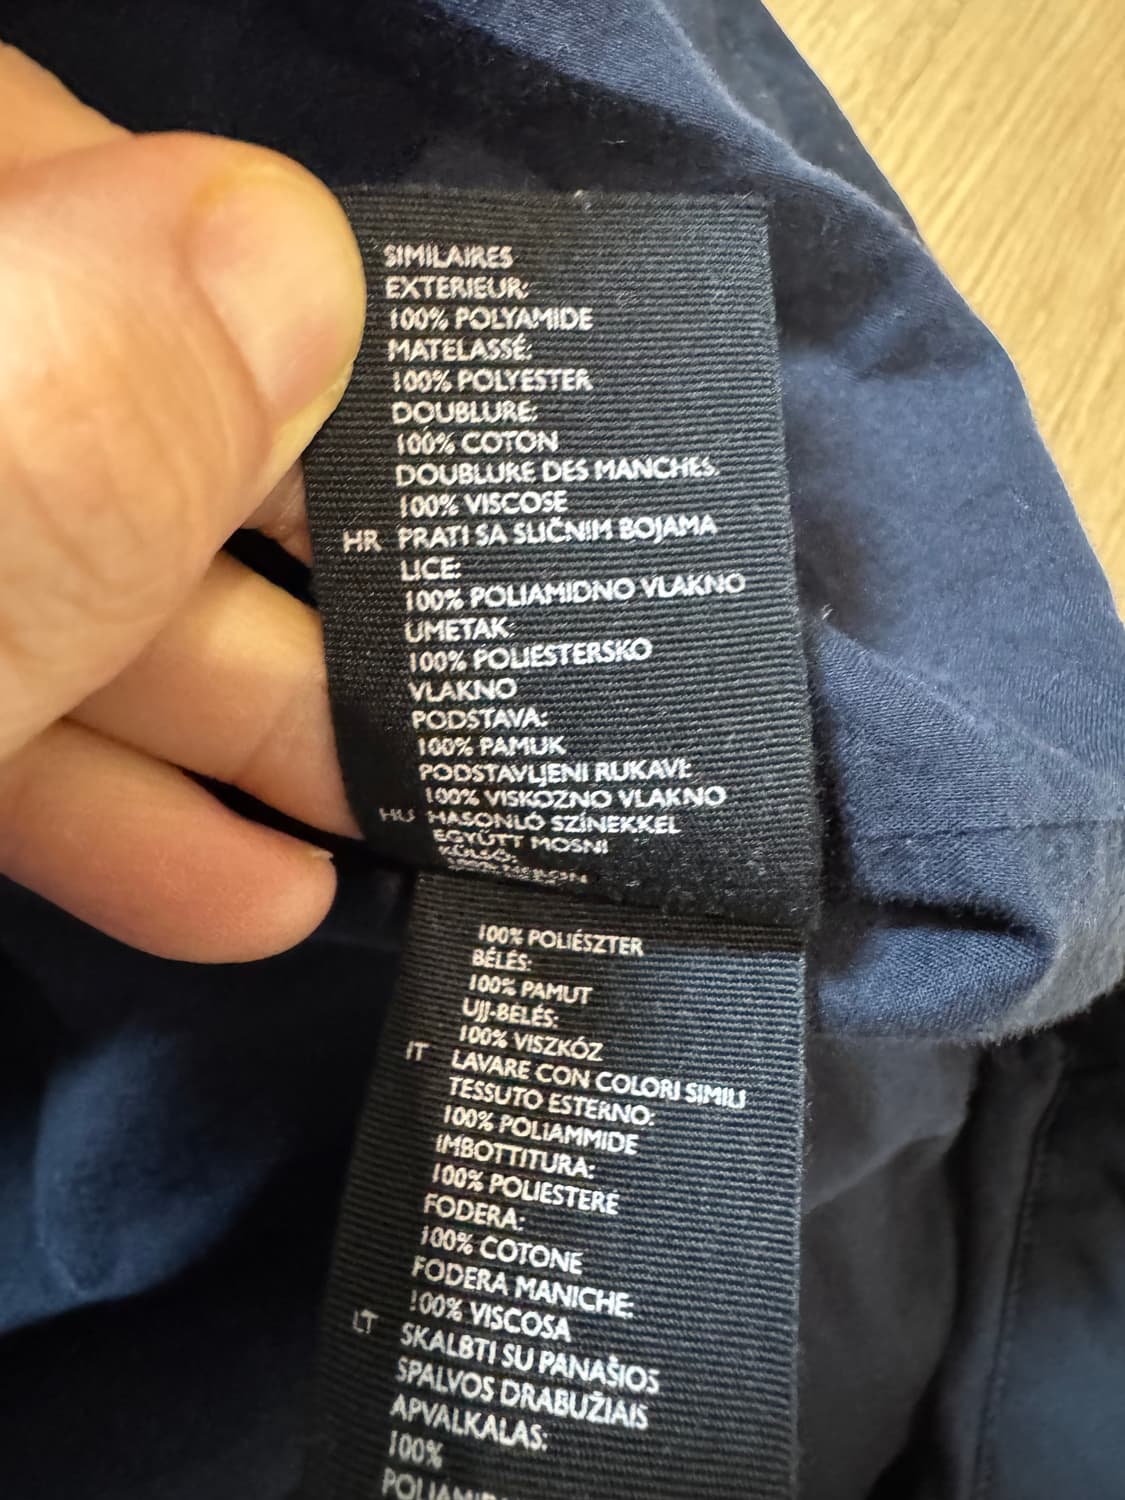 SIMILAIRES
EXTERIEUR:
100% POLYAMIDE
MATELASSÉ:
100% POLYESTER
DOUBLURE:
100% COTON
DOUBLURE DES MANCHES:
100% VISCOSE
HR PRATI SA SLIČNIM BOJAMA
LICE:
100% POLIAMIDNO VLAKNO
UMETAK:
100% POLIESTERSKO
VLAKNO
PODSTAVA:
100% PAMUK
PODSTAVLJENI RUKAVI:
100% VISKOZNO VLAKNO
HU HASONLÓ SZÍNEKKEL
EGYÜTT MOSNI
KÜLSŐ:
100%
100% POLIÉSZTER
BÉLÉS:
100% PAMUT
UJJ-BELÉS:
100% VISZKÓZ
IT LAVARE CON COLORI SIMILI
TESSUTO ESTERNO:
100% POLIAMMIDE
IMBOTTITURA:
100% POLIESTERE
FODERA:
100% COTONE
FODERA MANICHE:
100% VISCOSA
LT SKALBTI SU PANAŠIOS
SPALVOS DRABUŽIAIS
APVALKALAS:
100%